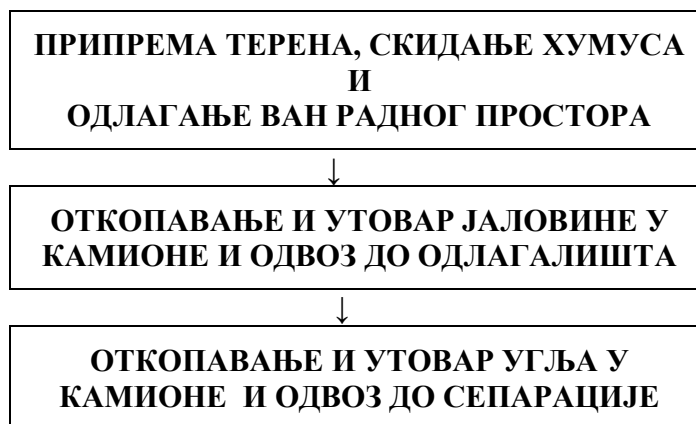 ПРИПРЕМА ТЕРЕНА, СКИДАЊЕ ХУМУСА
И
ОДЛАГАЊЕ ВАН РАДНОГ ПРОСТОРА
↓
ОТКОПАВАЊЕ И УТОВАР ЈАЛОВИНЕ У
КАМИОНЕ И ОДВОЗ ДО ОДЛАГАЛИШТА
↓
ОТКОПАВАЊЕ И УТОВАР УГЉА У
КАМИОНЕ И ОДВОЗ ДО СЕПАРАЦИЈЕ